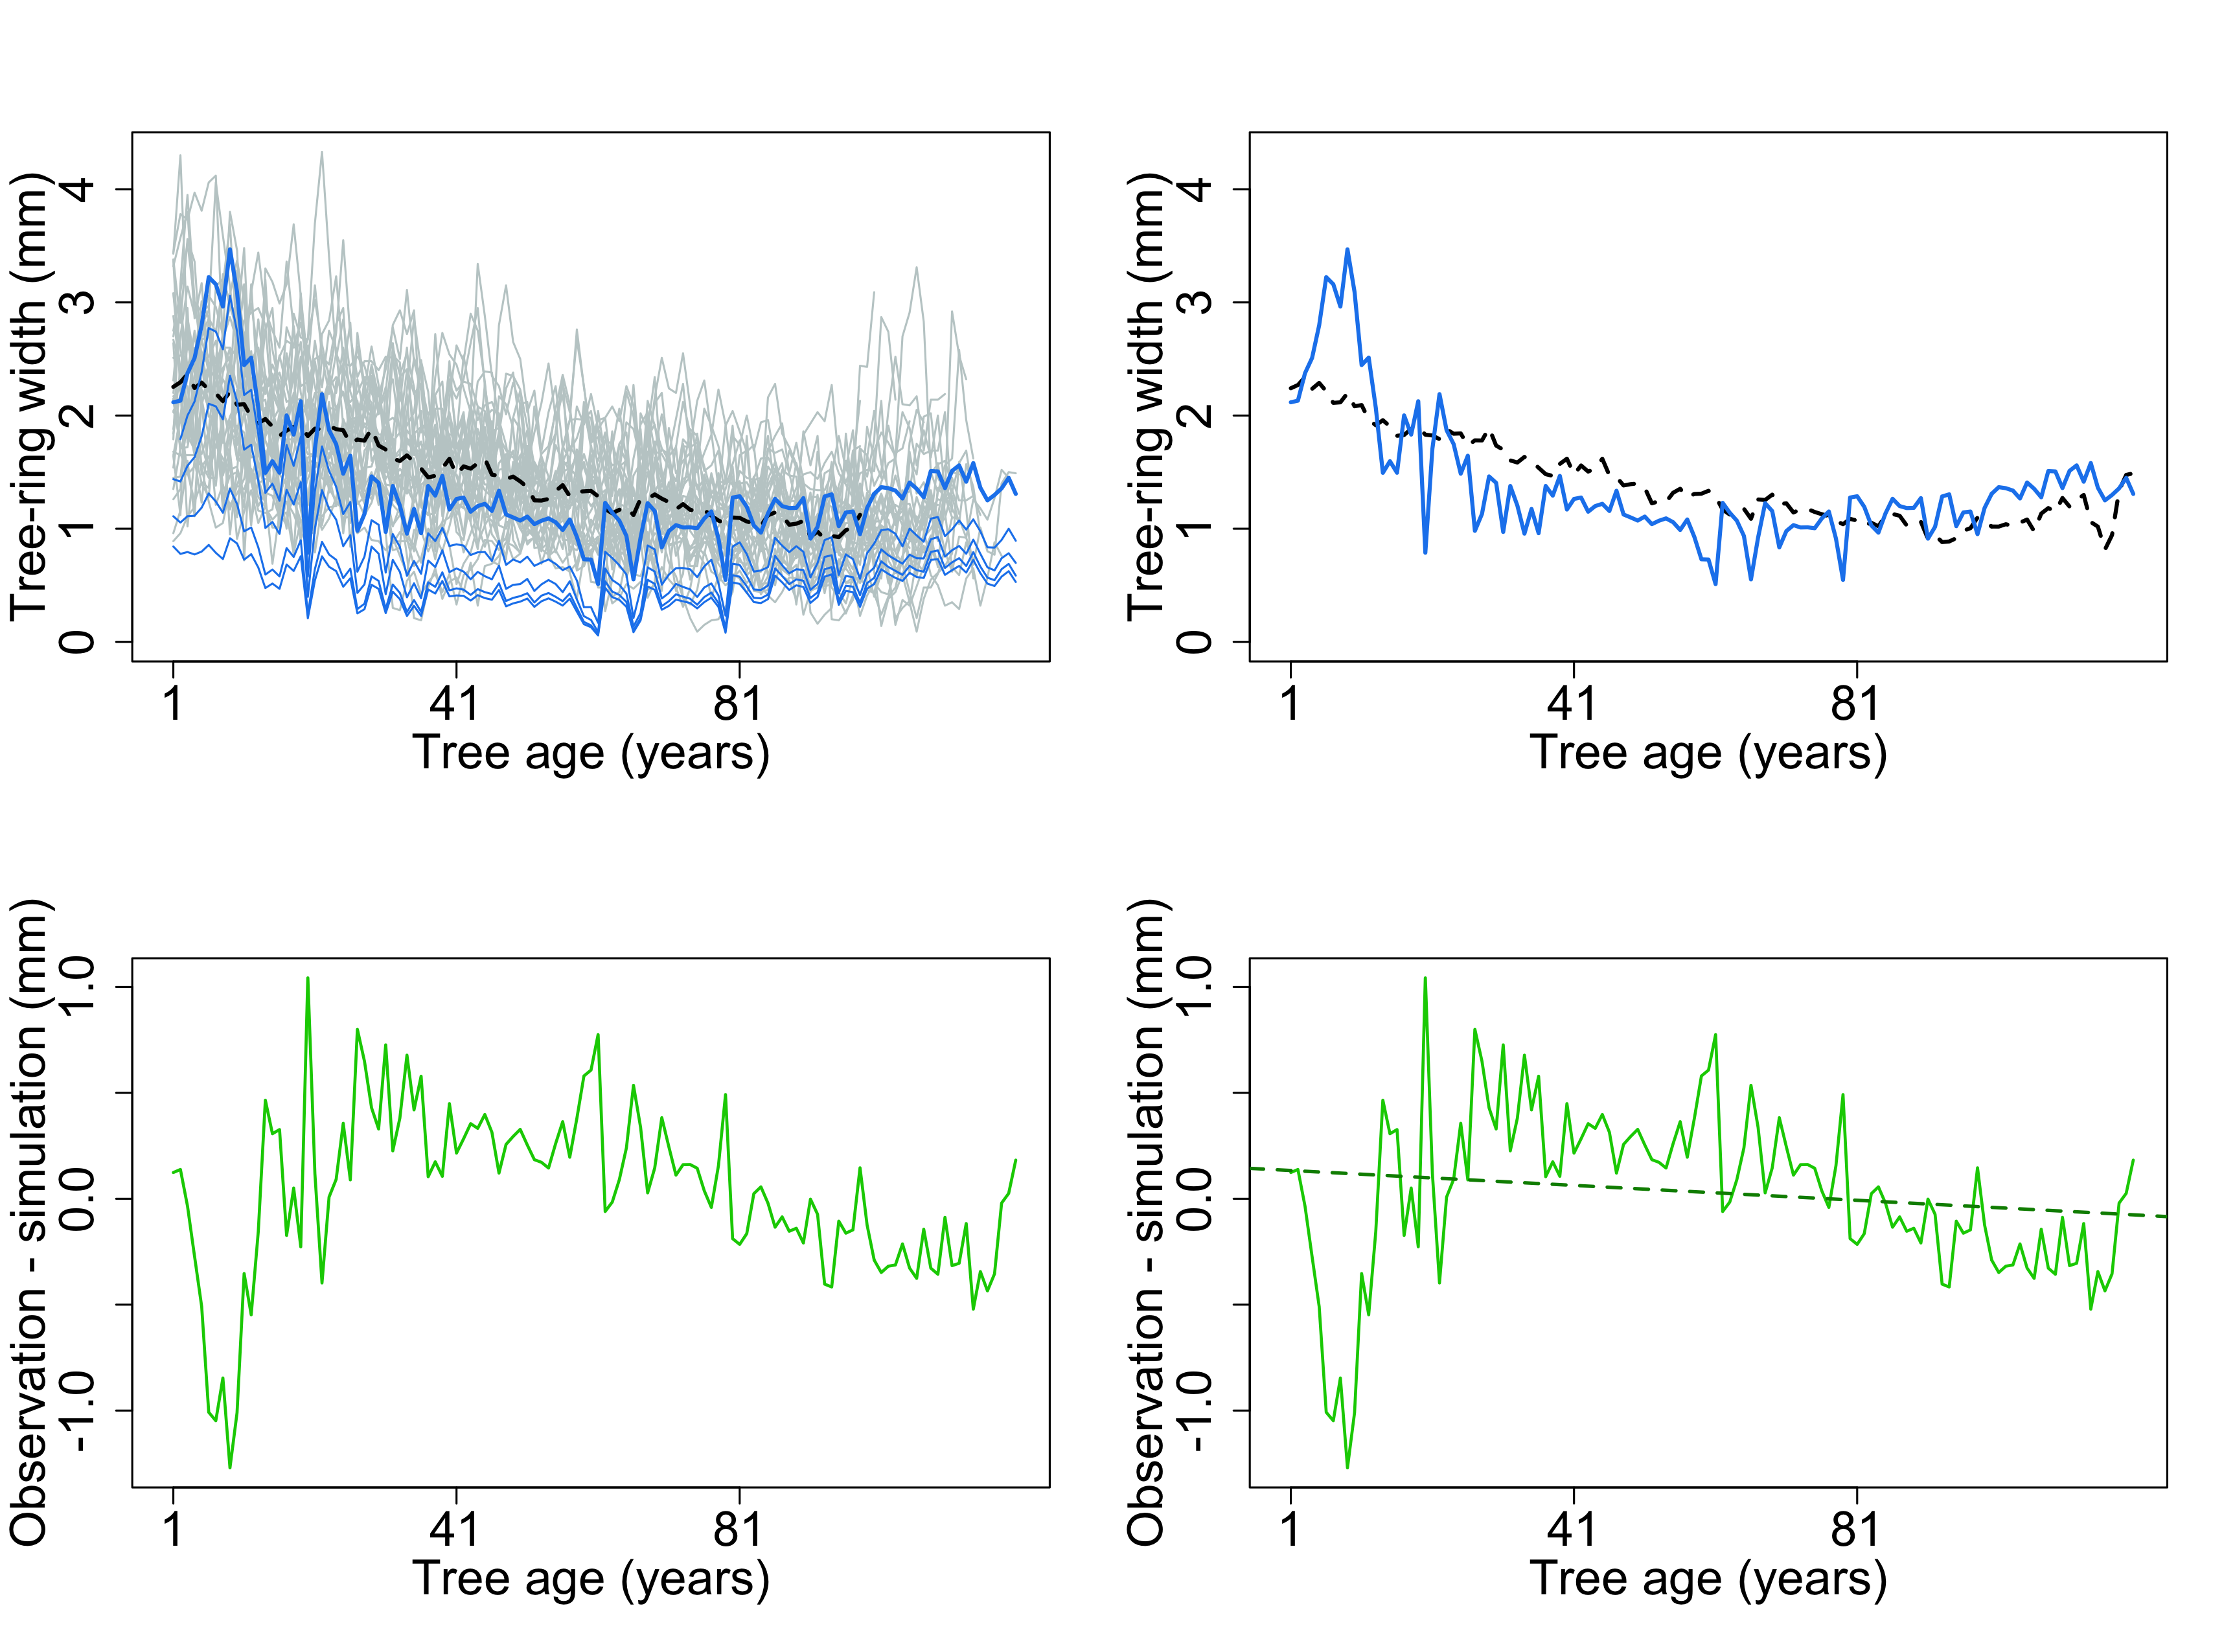 Tree-ring width (mm)
0 1 2 3 4
1 41 81
Tree age (years)
Tree-ring width (mm)
0 1 2 3 4
1 41 81
Tree age (years)
Observation - simulation (mm)
-1.0 0.0 1.0
1 41 81
Tree age (years)
Observation - simulation (mm)
-1.0 0.0 1.0
1 41 81
Tree age (years)